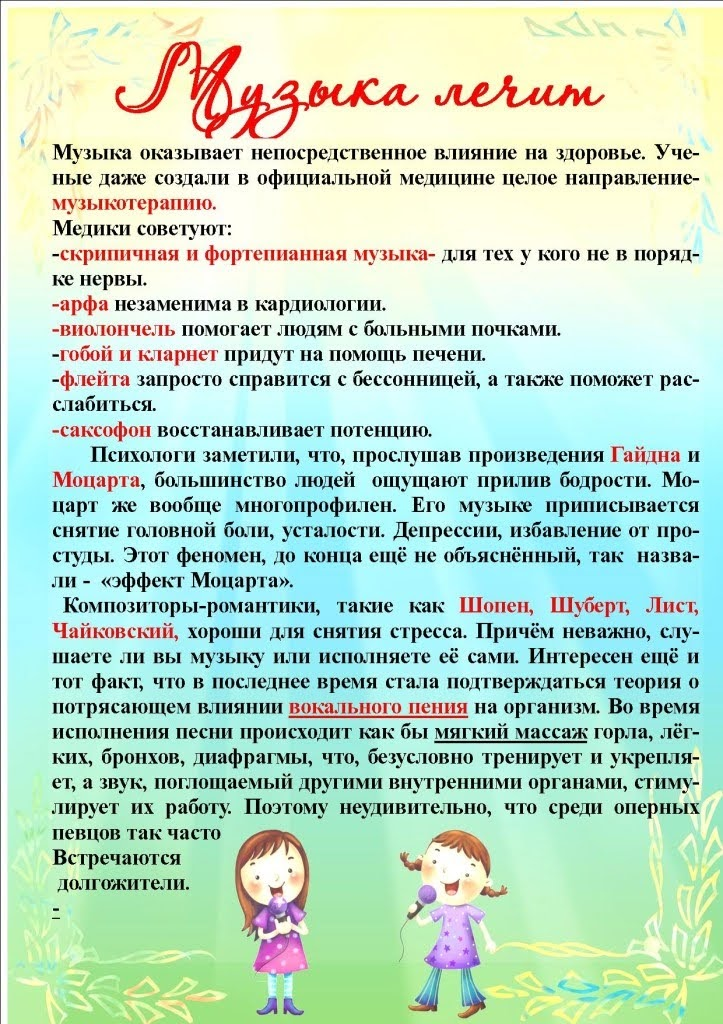 Музыка лечит
Музыка оказывает непосредственное влияние на здоровье. Уче-
ные даже создали в официальной медицине целое направление-
музыкотерапию.
Медики советуют:
-скрипичная и фортепианная музыка- для тех у кого не в поряд-
ке нервы.
-арфа незаменима в кардиологии.
-виолончель помогает людям с больными почками.
-гобой и кларнет придут на помощь печени.
-флейта запросто справится с бессонницей, а также поможет рас-
слабиться.
-саксофон восстанавливает потенцию.
Психологи заметили, что, прослушав произведения Гайдна и
Моцарта, большинство людей ощущают прилив бодрости. Мо-
царт же вообще многопрофилен. Его музыке приписывается
снятие головной боли, усталости. Депрессии, избавление от про-
студы. Этот феномен, до конца ещё не объяснённый, так назва-
ли - «эффект Моцарта».
Композиторы-романтики, такие как Шопен, Шуберт, Лист,
Чайковский, хороши для снятия стресса. Причём неважно, слу-
шаете ли вы музыку или исполняете её сами. Интересен ещё и
тот факт, что в последнее время стала подтверждаться теория о
потрясающем влиянии вокального пения на организм. Во время
исполнения песни происходит как бы мягкий массаж горла, лёг-
ких, бронхов, диафрагмы, что, безусловно тренирует и укрепля-
ет, а звук, поглощаемый другими внутренними органами, стиму-
лирует их работу. Поэтому неудивительно, что среди оперных
певцов так часто
Встречаются
долгожители.
-